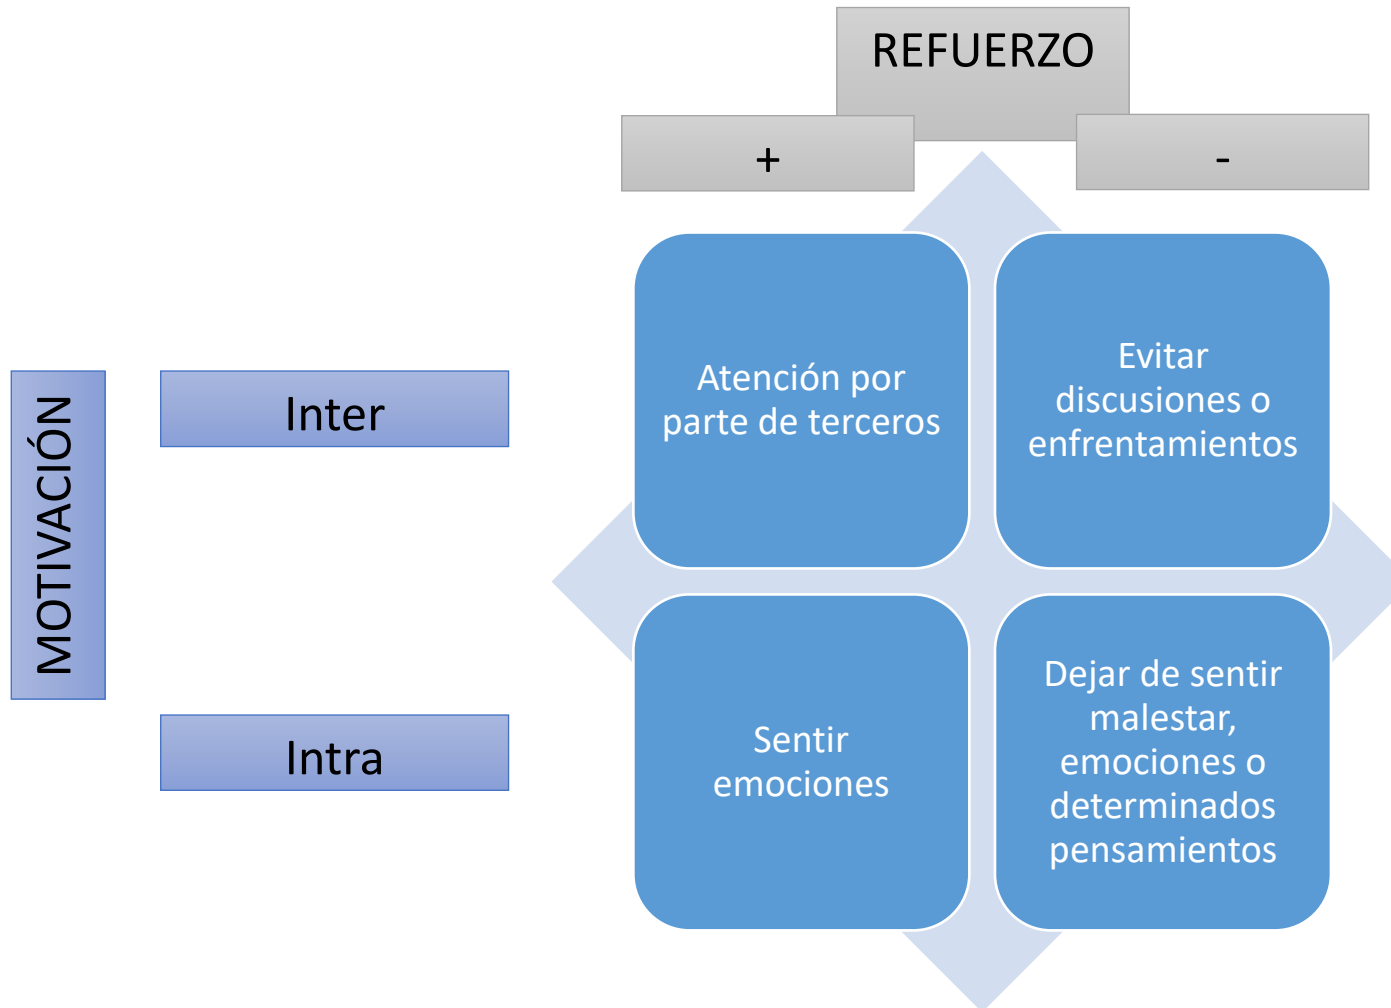 REFUERZO
+
-
MOTIVACIÓN
Inter
Atención por
parte de terceros
Evitar
discusiones o
enfrentamientos
Intra
Sentir
emociones
Dejar de sentir
malestar,
emociones o
determinados
pensamientos